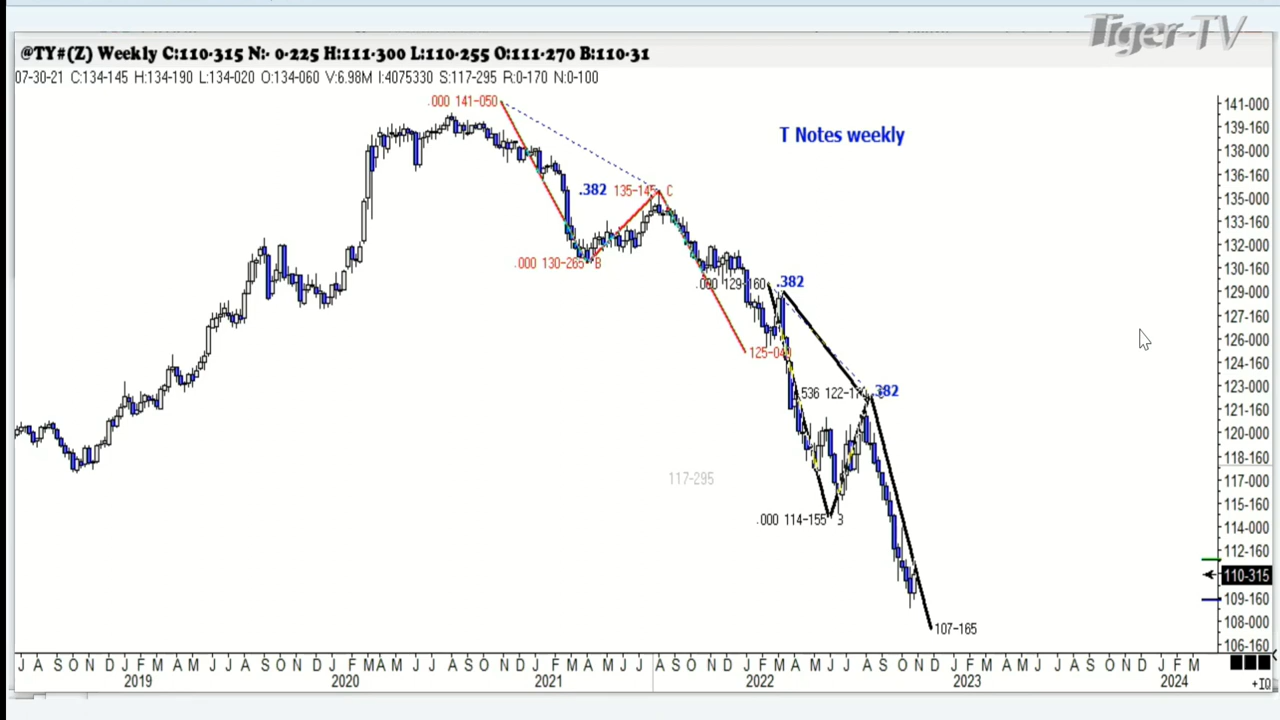 Tiger-TV
@TY#(Z) Weekly C:110-315 N:- 0-225 H:111-300 L:110-255 O:111-270 B:110-31
07-30-21 C:134-145 H:134-190 L:134-020 O:134-060 V:6.98M I:4075330 S:117-295 R:0-170 N:0-100
.000 141-050
T Notes weekly
.382 135-145 C
.000 130-265 B
.000 129-160 .382
125-040
.382
117-295
.000 114-155 3
107-165
141-000
139-160
138-000
136-160
135-000
133-160
132-000
130-160
129-000
127-160
126-000
124-160
123-000
121-160
120-000
118-160
117-000
115-160
114-000
112-160
110-315
109-160
108-000
106-160
J A S O N D J F M A M J J A S O N D J F M A M J J A S O N D J F M A M J J A S O N D J F M A M J J A S O N D J F M A M J J A S O N D J F M
2019 2020 2021 2022 2023 2024
+IQ